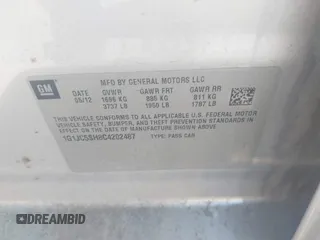 GM
MFD BY GENERAL MOTORS LLC
DATE GVWR GAWR FRT GAWR RR
05/12 1696 KG 885 KG 811 KG
3737 LB 1950 LB 1787 LB
THIS VEHICLE CONFORMS TO ALL APPLICABLE U.S. FEDERAL MOTOR
VEHICLE SAFETY, BUMPER, AND THEFT PREVENTION STANDARDS IN EFFECT
ON THE DATE OF MANUFACTURE SHOWN ABOVE.
TYPE: PASS CAR
DREAMBID